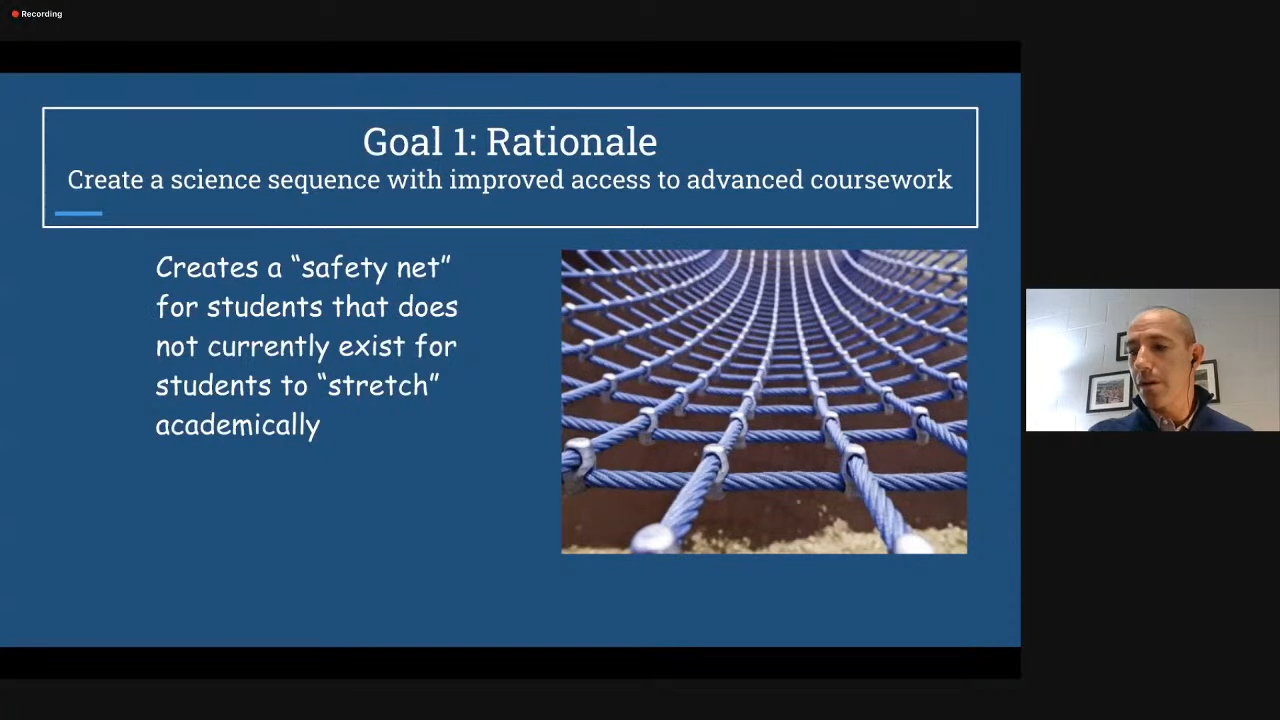 Recording
Goal 1: Rationale
Create a science sequence with improved access to advanced coursework
Creates a “safety net”
for students that does
not currently exist for
students to “stretch”
academically